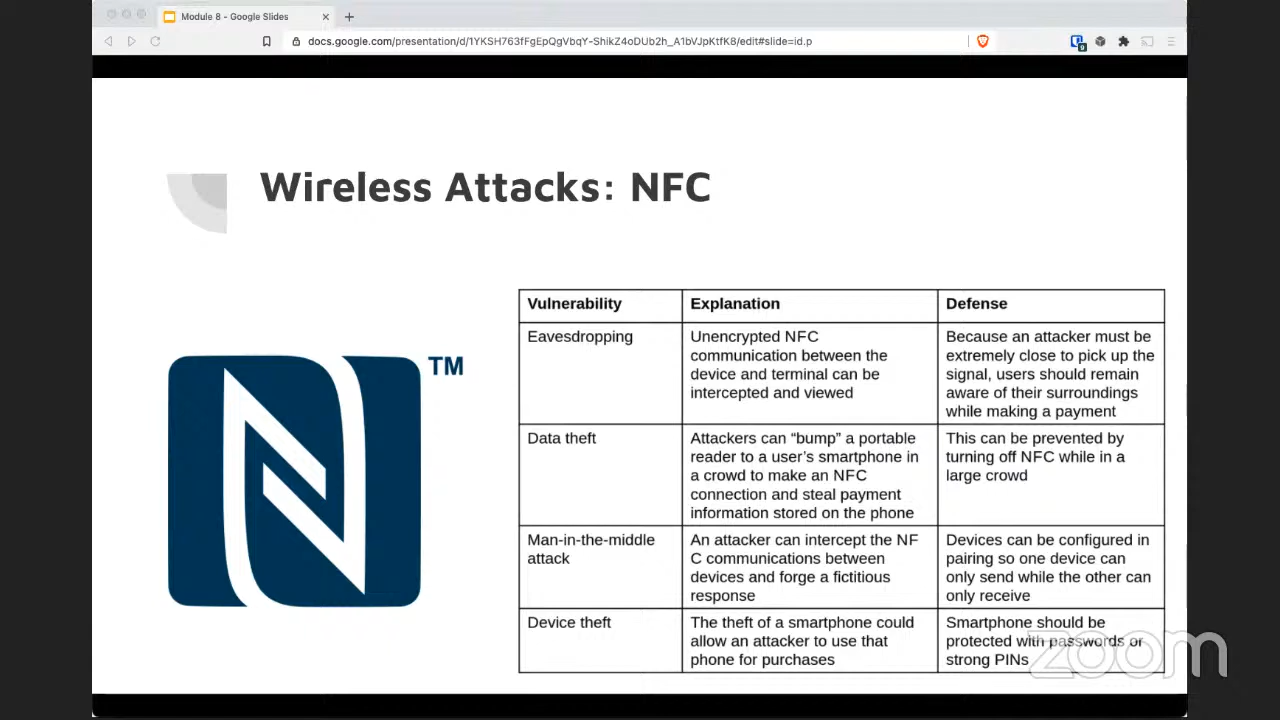 Module 8 - Google Slides
docs.google.com/presentation/d/1YKSH763fFgEpQgVbqY-ShikZ4oDUb2h_A1bVJpKtfK8/edit#slide=id.p
9
Wireless Attacks: NFC
TM
Vulnerability
Explanation
Defense
Eavesdropping
Unencrypted NFC
communication between the
device and terminal can be
intercepted and viewed
Because an attacker must be
extremely close to pick up the
signal, users should remain
aware of their surroundings
while making a payment
Data theft
Attackers can “bump” a portable
reader to a user’s smartphone in
a crowd to make an NFC
connection and steal payment
information stored on the phone
This can be prevented by
turning off NFC while in a
large crowd
Man-in-the-middle
attack
An attacker can intercept the NF
C communications between
devices and forge a fictitious
response
Devices can be configured in
pairing so one device can
only send while the other can
only receive
Device theft
The theft of a smartphone could
allow an attacker to use that
phone for purchases
Smartphone should be
protected with passwords or
strong PINs
zoom